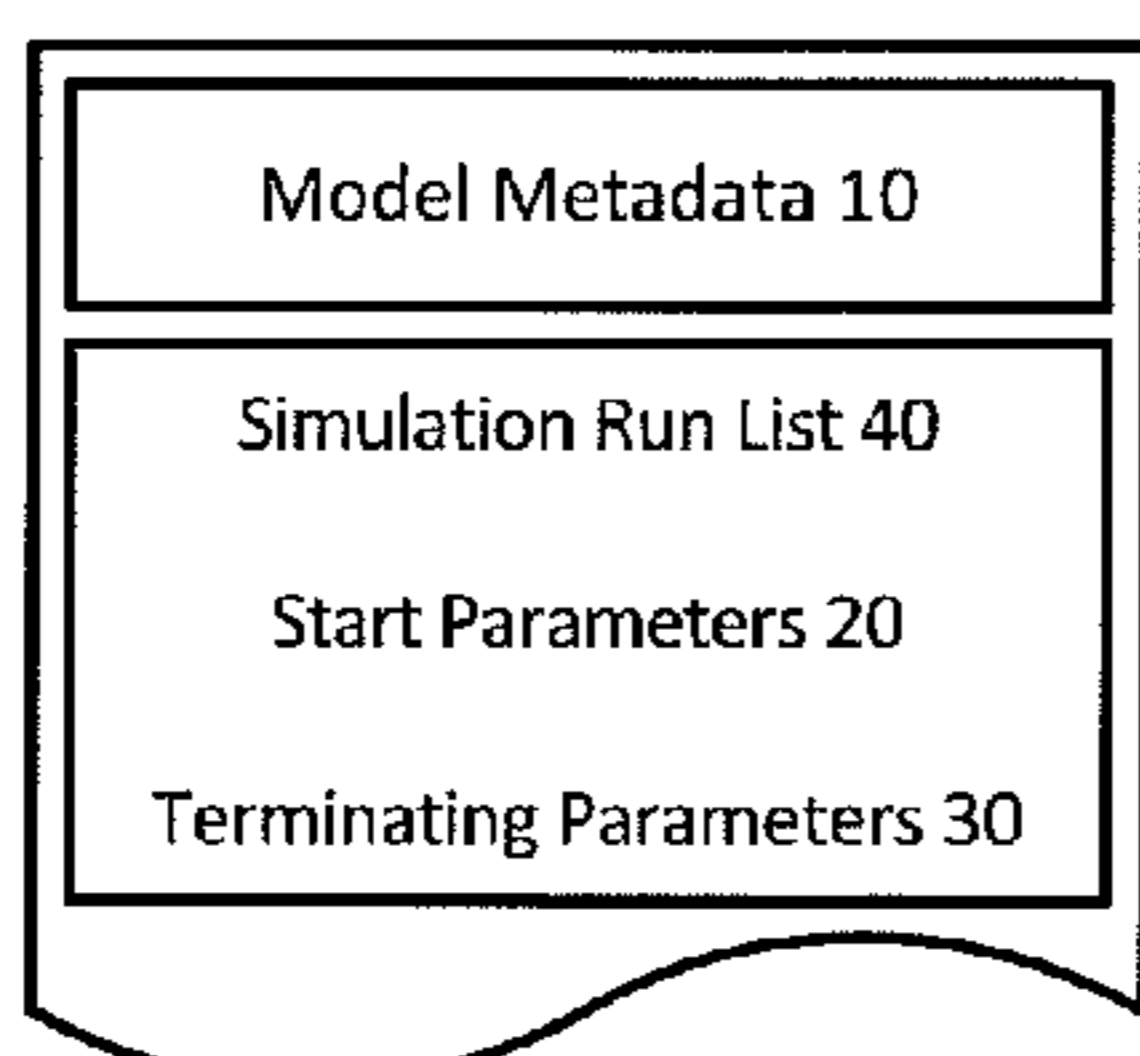 Model Metadata 10
Simulation Run List 40
Start Parameters 20
Terminating Parameters 30